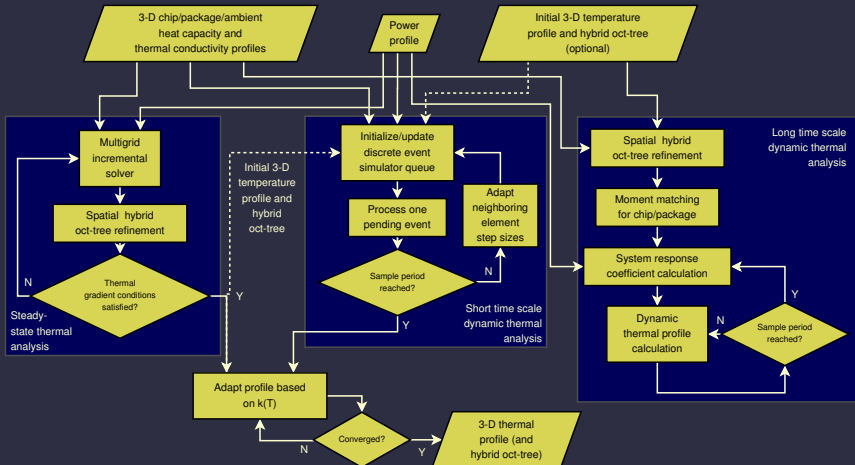 3-D chip/package/ambient
heat capacity and
thermal conductivity profiles
Power
profile
Initial 3-D temperature
profile and hybrid oct-tree
(optional)
Multigrid
incremental
solver
Spatial hybrid
oct-tree refinement
Thermal
gradient conditions
satisfied?
N
Y
Steady-
state thermal
analysis
Initial 3-D
temperature
profile and
hybrid
oct-tree
Initialize/update
discrete event
simulator queue
Process one
pending event
Adapt
neighboring
element
step sizes
Sample period
reached?
N
Y
Short time scale
dynamic thermal
analysis
Long time scale
dynamic thermal
analysis
Spatial hybrid
oct-tree refinement
Moment matching
for chip/package
System response
coefficient calculation
Dynamic
thermal profile
calculation
Y
N
Sample period
reached?
Adapt profile based
on k(T)
Converged?
N
Y
3-D thermal
profile (and
hybrid oct-tree)